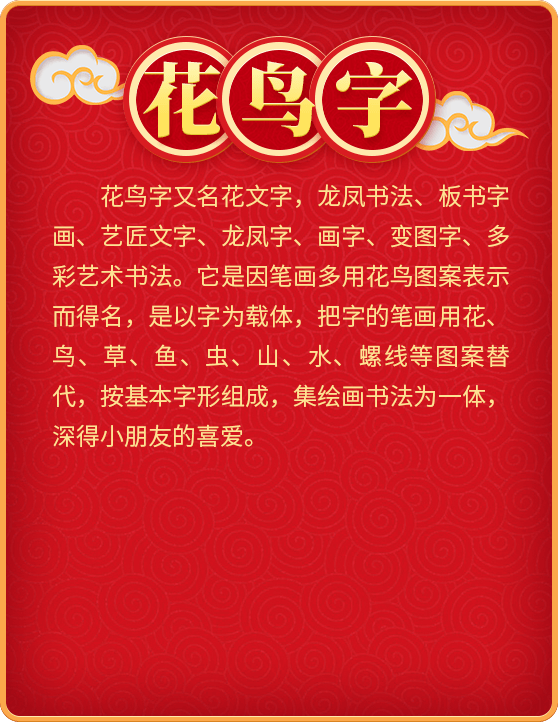 花鸟字
花鸟字又名花文字，龙凤书法、板书字
画、艺匠文字、龙凤字、画字、变图字、多
彩艺术书法。它是因笔画多用花鸟图案表示
而得名，是以字为载体，把字的笔画用花、
鸟、草、鱼、虫、山、水、螺线等图案替
代，按基本字形组成，集绘画书法为一体，
深得小朋友的喜爱。